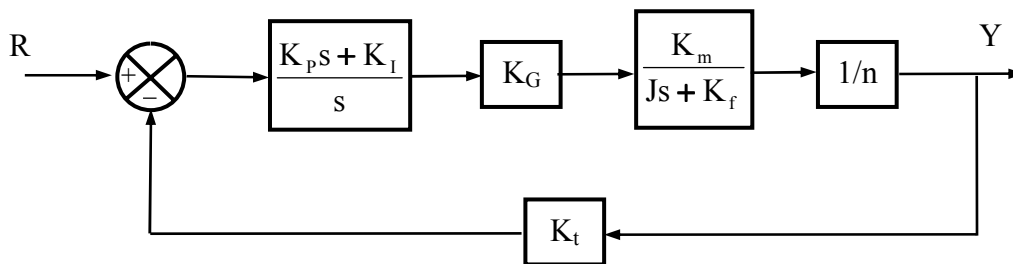 R
+
−
K_P s + K_I
s
K_G
K_m
Js + K_f
1/n
Y
K_t